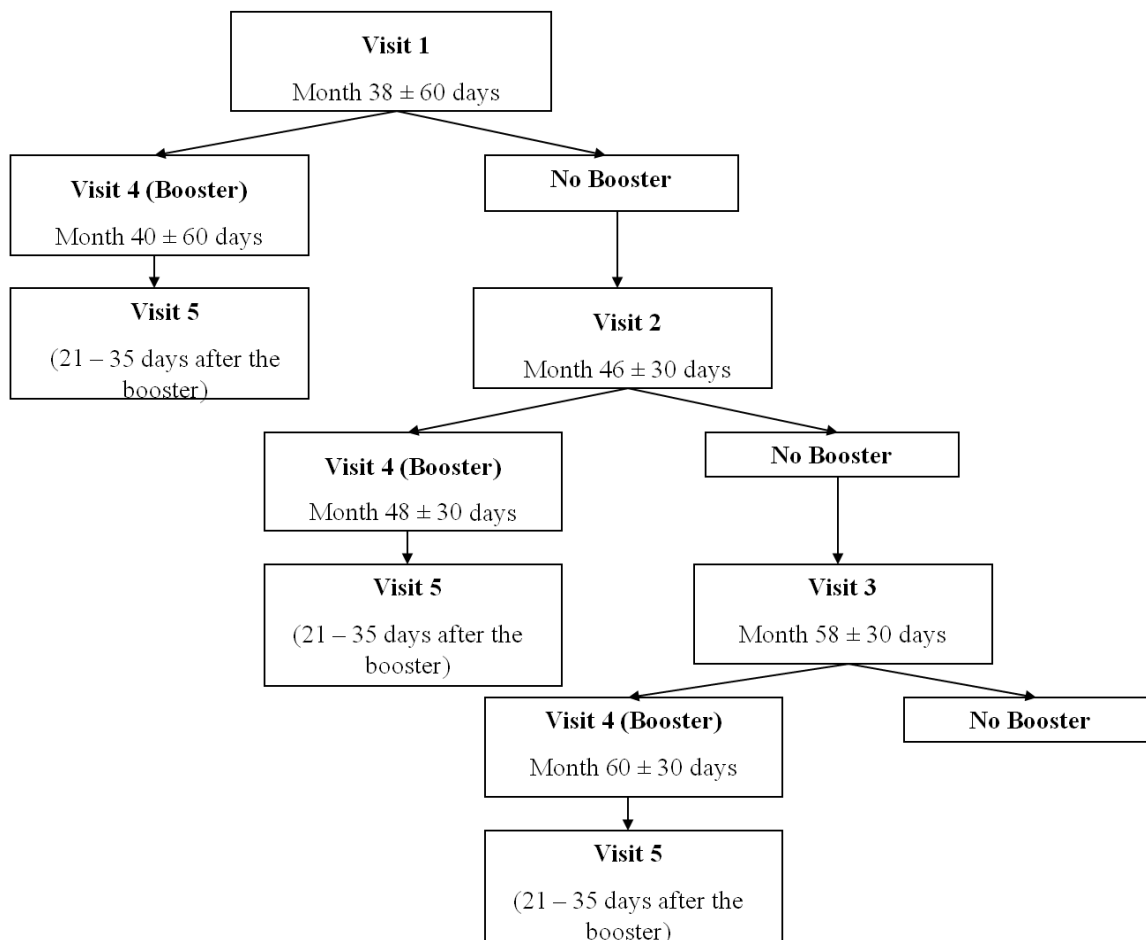 Visit 1
Month 38 ± 60 days
Visit 4 (Booster)
Month 40 ± 60 days
No Booster
Visit 5
(21 – 35 days after the
booster)
Visit 2
Month 46 ± 30 days
Visit 4 (Booster)
Month 48 ± 30 days
No Booster
Visit 5
(21 – 35 days after the
booster)
Visit 3
Month 58 ± 30 days
Visit 4 (Booster)
Month 60 ± 30 days
No Booster
Visit 5
(21 – 35 days after the
booster)